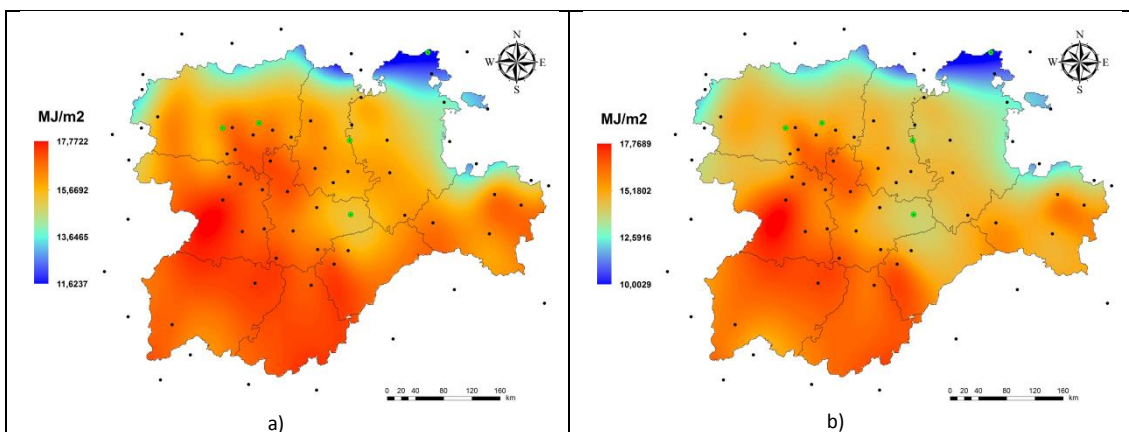 N
W E
S
MJ/m2
17,7722
15,6692
13,6465
11,6237
0 20 40 80 120 160
km
a)
N
W E
S
MJ/m2
17,7689
15,1802
12,5916
10,0029
0 20 40 80 120 160
km
b)